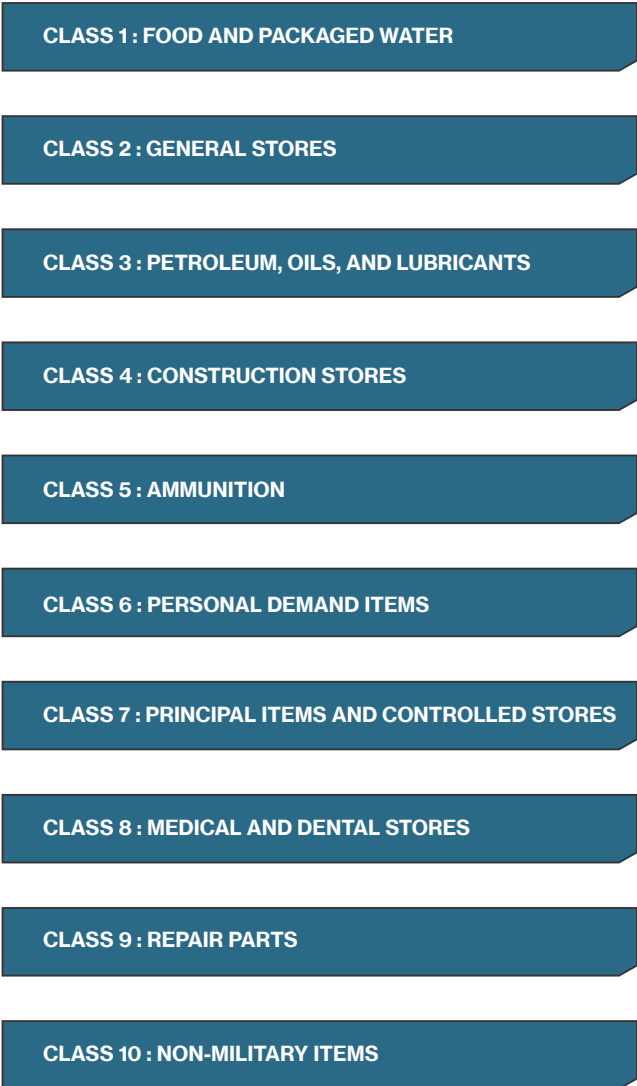 CLASS 1 : FOOD AND PACKAGED WATER
CLASS 2 : GENERAL STORES
CLASS 3 : PETROLEUM, OILS, AND LUBRICANTS
CLASS 4 : CONSTRUCTION STORES
CLASS 5 : AMMUNITION
CLASS 6 : PERSONAL DEMAND ITEMS
CLASS 7 : PRINCIPAL ITEMS AND CONTROLLED STORES
CLASS 8 : MEDICAL AND DENTAL STORES
CLASS 9 : REPAIR PARTS
CLASS 10 : NON-MILITARY ITEMS